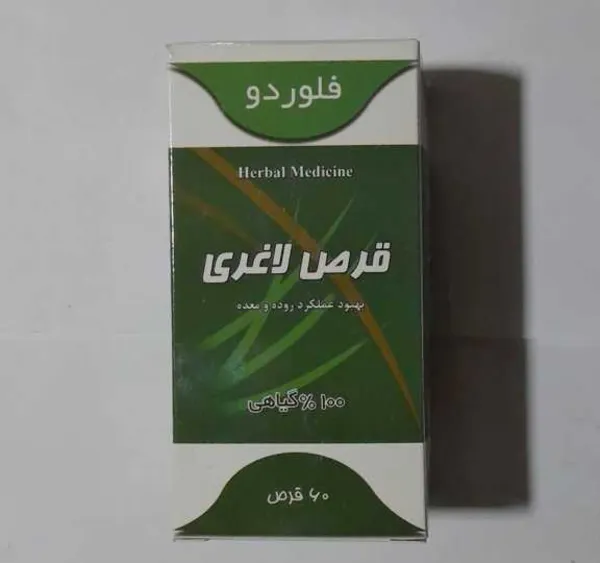 فلوردو
Herbal Medicine
قرص لاغری
بهبود عملکرد روده و معده
۱۰۰ % گیاهی
۶۰ قرص